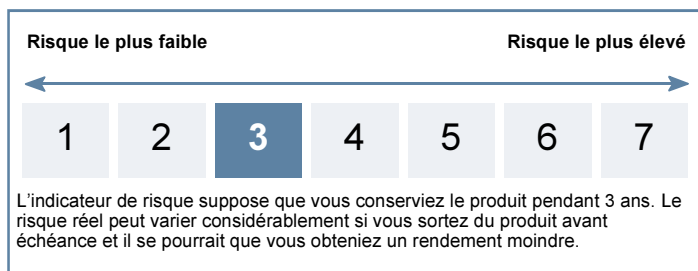 Risque le plus faible Risque le plus élevé
1 2 3 4 5 6 7
L'indicateur de risque suppose que vous conserviez le produit pendant 3 ans. Le
risque réel peut varier considérablement si vous sortez du produit avant
échéance et il se pourrait que vous obteniez un rendement moindre.